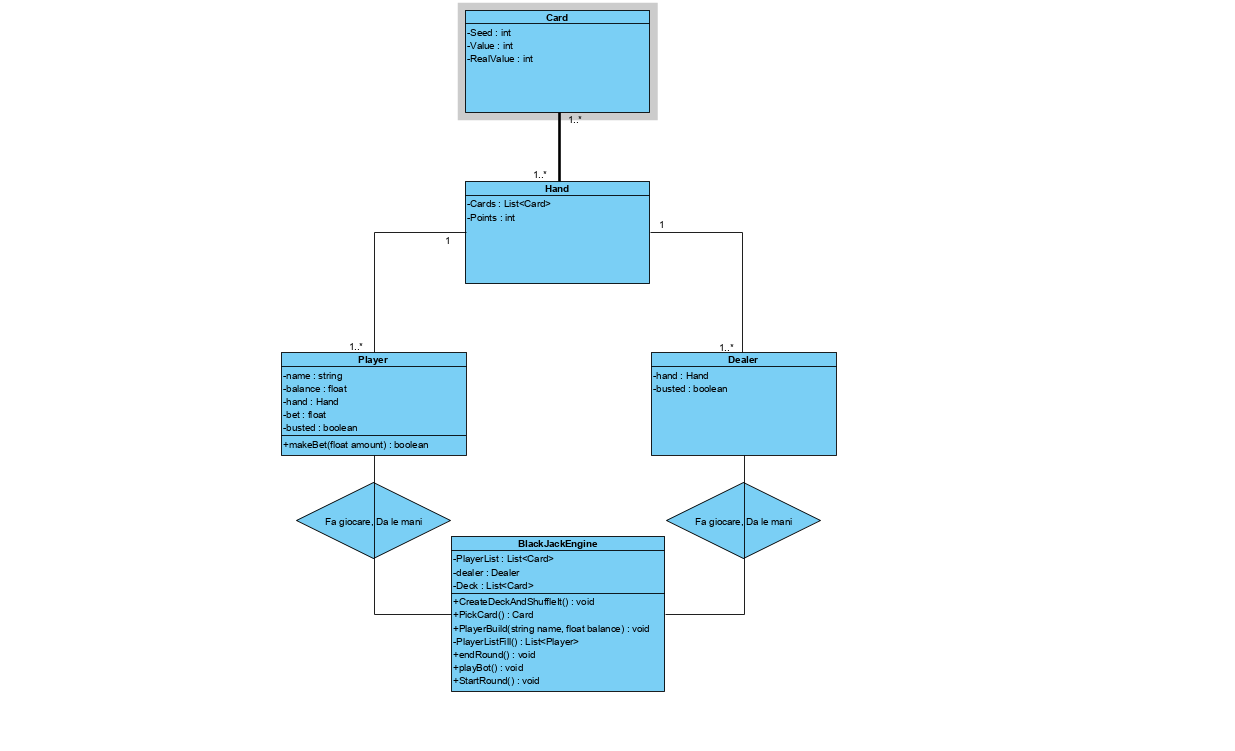 Card
-Seed : int
-Value : int
-RealValue : int
1..*
1..*
Hand
-Cards : List<Card>
-Points : int
1
1
1..*
1..*
Player
-name : string
-balance : float
-hand : Hand
-bet : float
-busted : boolean
+makeBet(float amount) : boolean
Dealer
-hand : Hand
-busted : boolean
Fa giocare, Da le mani
Fa giocare, Da le mani
BlackJackEngine
-PlayerList : List<Card>
-dealer : Dealer
-Deck : List<Card>
+CreateDeckAndShuffleIt() : void
+PickCard() : Card
+PlayerBuild(string name, float balance) : void
-PlayerListFill() : List<Player>
+endRound() : void
+playBot() : void
+StartRound() : void